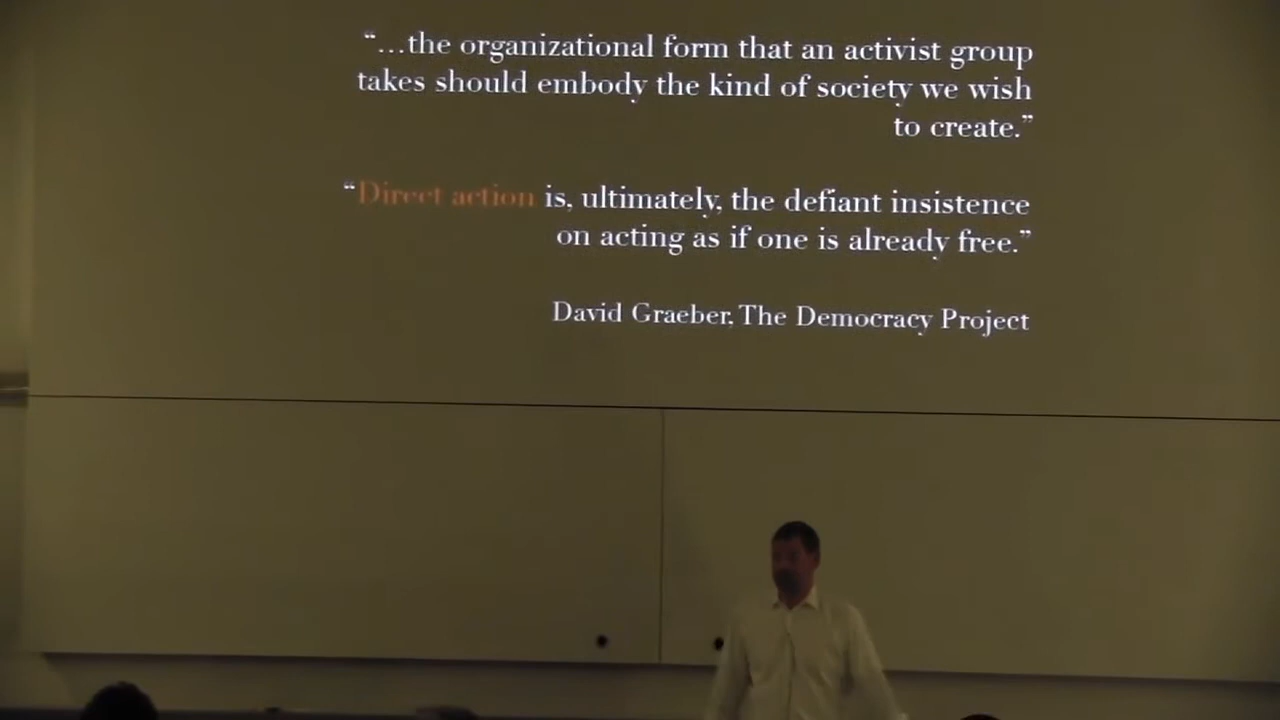 “…the organizational form that an activist group
takes should embody the kind of society we wish
to create.”
“Direct action is, ultimately, the defiant insistence
on acting as if one is already free.”
David Graeber, The Democracy Project